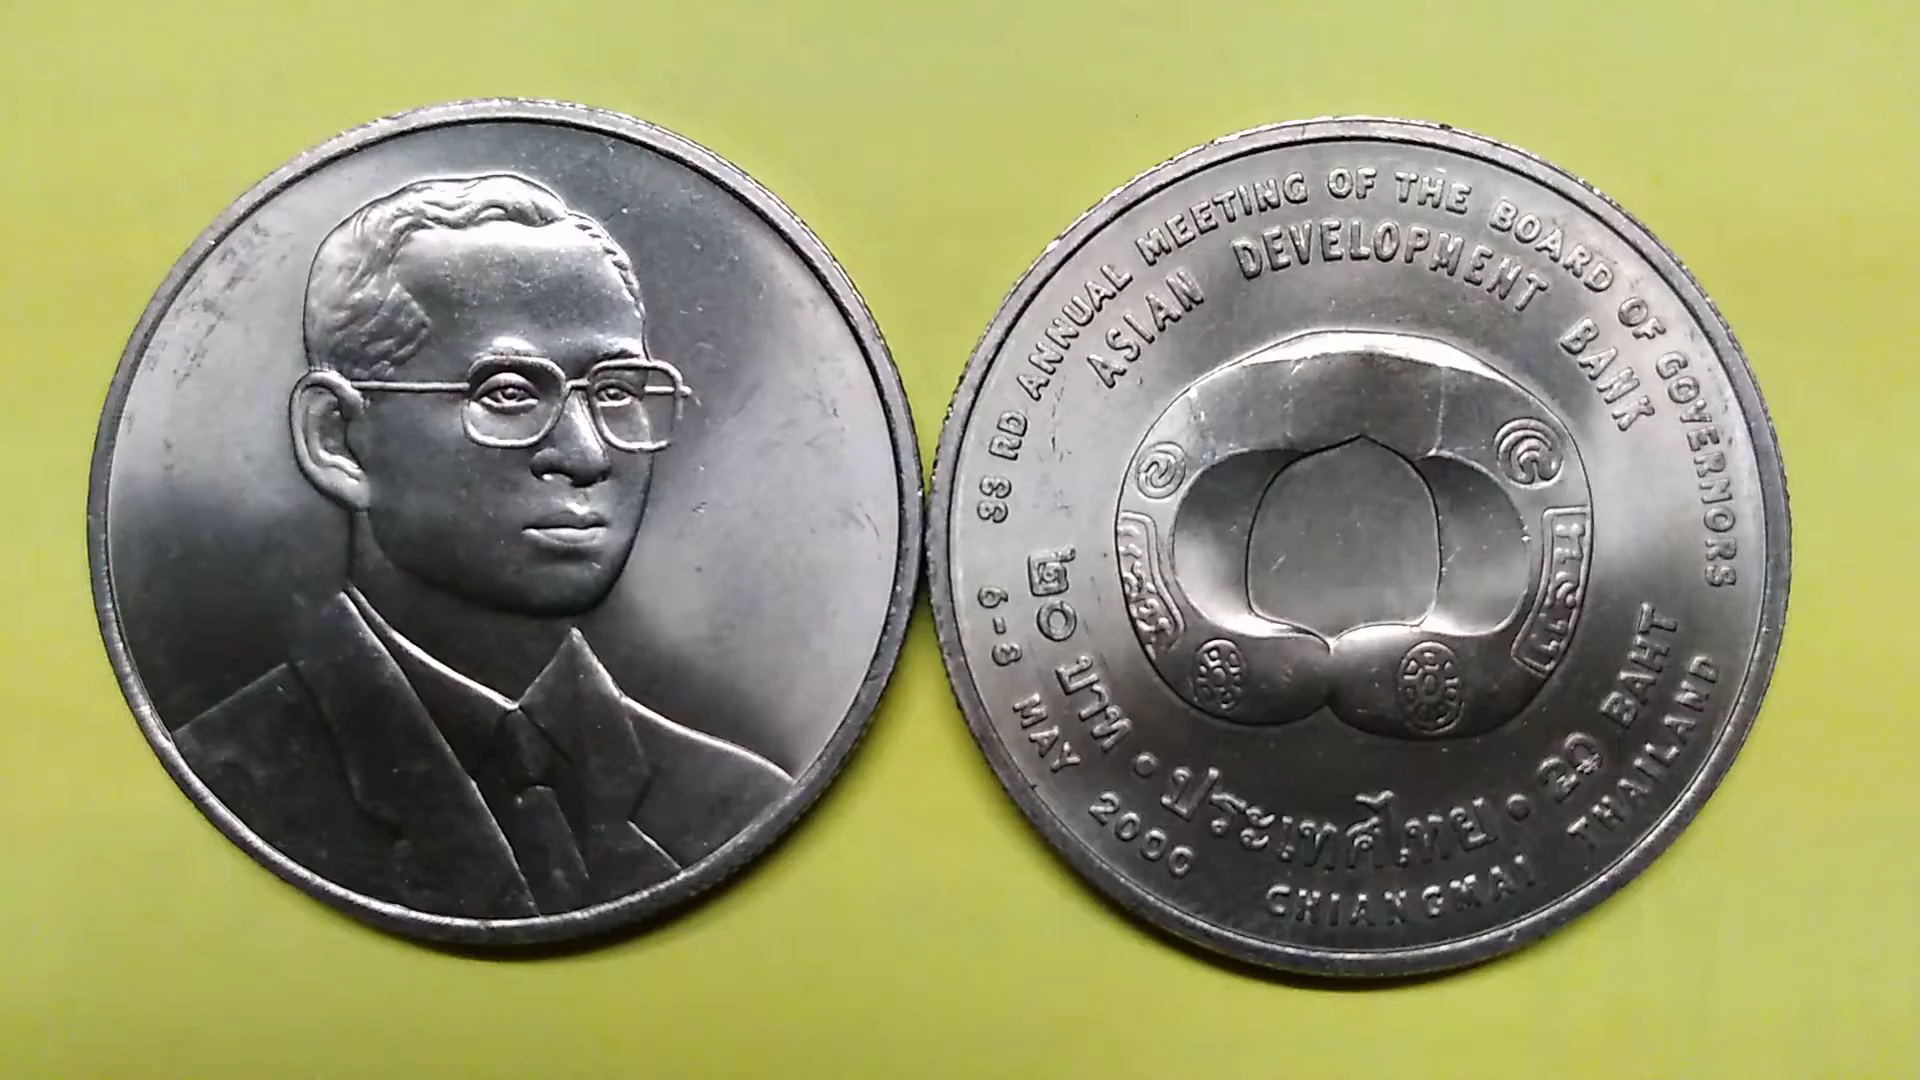 33 RD ANNUAL MEETING OF THE BOARD OF GOVERNORS
ASIAN DEVELOPMENT BANK
๒๐ บาท • ประเทศไทย • 20 BAHT
6-8 MAY 2000 CHIANGMAI THAILAND